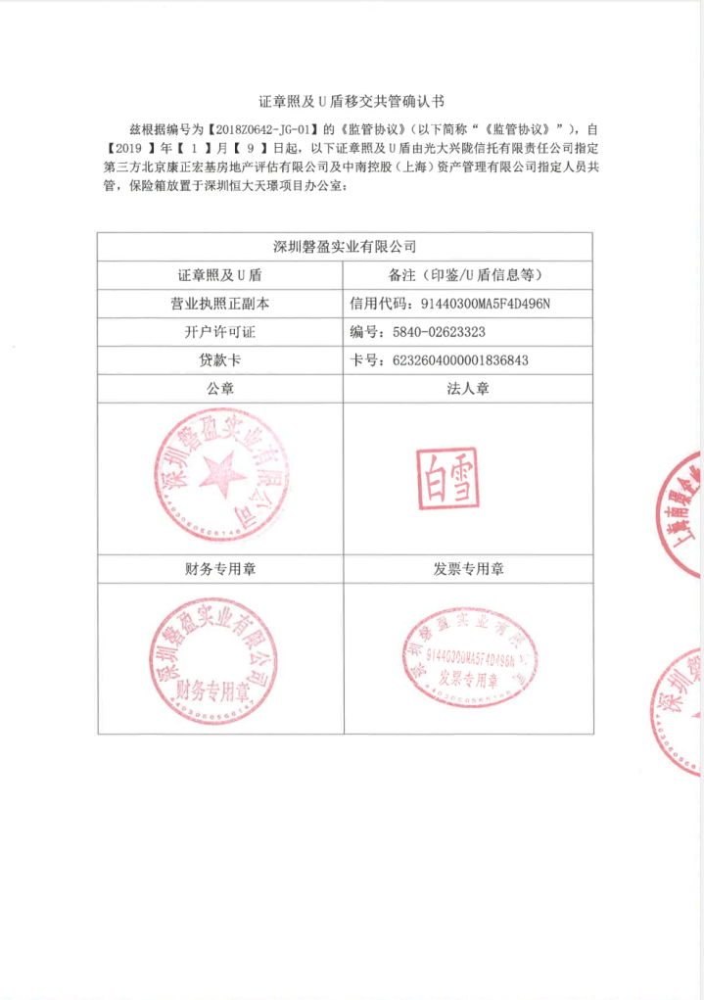 证章照及U盾移交共管确认书
兹根据编号为【2018Z0642-JG-01】的《监管协议》（以下简称“《监管协议》”），自
【2019 】年【 1 】月【 9 】日起，以下证章照及U盾由光大兴陇信托有限责任公司指定
第三方北京康正宏基房地产评估有限公司及中南控股（上海）资产管理有限公司指定人员共
管，保险箱放置于深圳恒大天璟项目办公室：
深圳磐盈实业有限公司
证章照及U盾 备注（印鉴/U盾信息等）
营业执照正副本 信用代码：91440300MA5F4D496N
开户许可证 编号：5840-02623323
贷款卡 卡号：6232604000001836843
公章 法人章
深圳磐盈实业有限公司
白雪
财务专用章 发票专用章
深圳磐盈实业有限公司
财务专用章
深圳磐盈实业有限公司
91440300MA5F4D496N
发票专用章
深圳磐